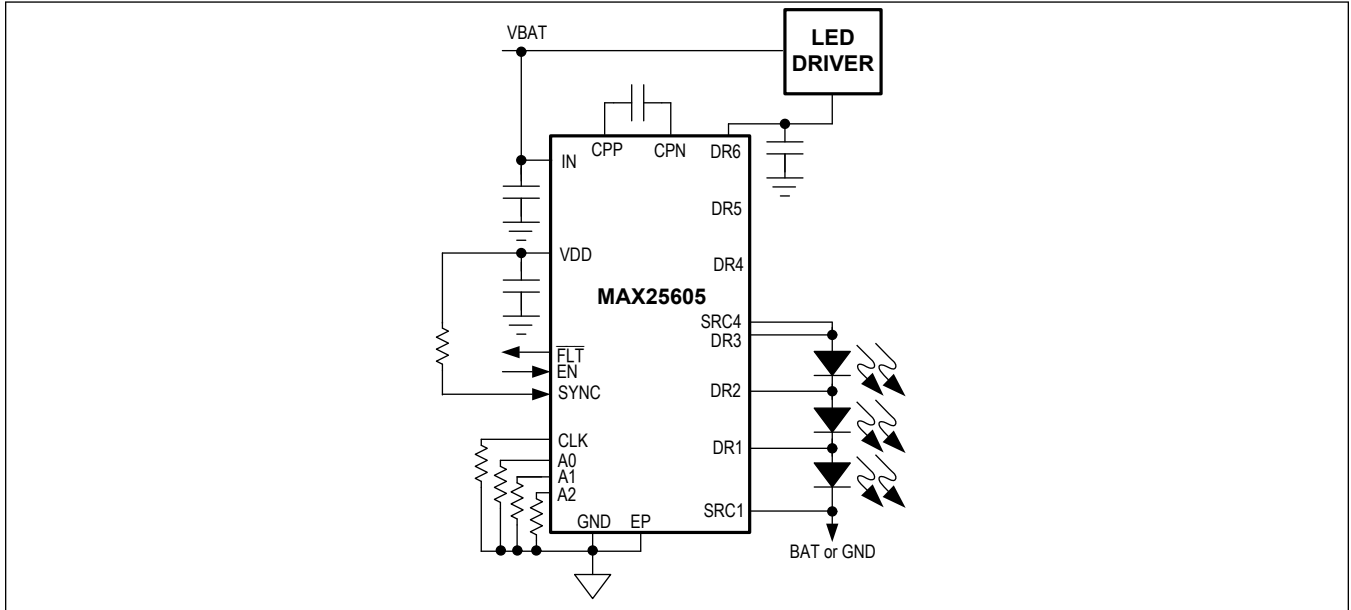 VBAT
LED
DRIVER
CPP
CPN
DR6
IN
DR5
VDD
DR4
MAX25605
SRC4
DR3
FLT
EN
DR2
SYNC
CLK
DR1
A0
A1
A2
SRC1
GND
EP
BAT or GND